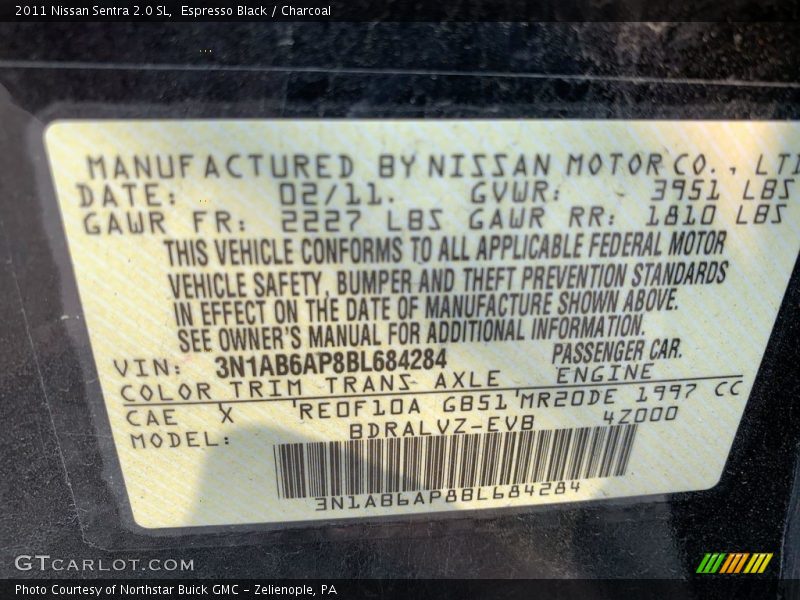 2011 Nissan Sentra 2.0 SL,  Espresso Black / Charcoal
MANUFACTURED BY NISSAN MOTOR CO., LTD
DATE: 02/11. GVWR: 3951 LBS
GAWR FR: 2227 LBS GAWR RR: 1810 LBS
THIS VEHICLE CONFORMS TO ALL APPLICABLE FEDERAL MOTOR
VEHICLE SAFETY, BUMPER AND THEFT PREVENTION STANDARDS
IN EFFECT ON THE DATE OF MANUFACTURE SHOWN ABOVE.
SEE OWNER'S MANUAL FOR ADDITIONAL INFORMATION.
VIN: 3N1AB6AP8BL684284 PASSENGER CAR.
COLOR TRIM TRANS AXLE ENGINE
CAE X 'RE0F10A GB51'MR20DE 1997 CC
MODEL: BDRALVZ-EVB 4Z000
3N1AB6AP8BL684284
GTCARLOT.COM
Photo Courtesy of Northstar Buick GMC - Zelienople, PA